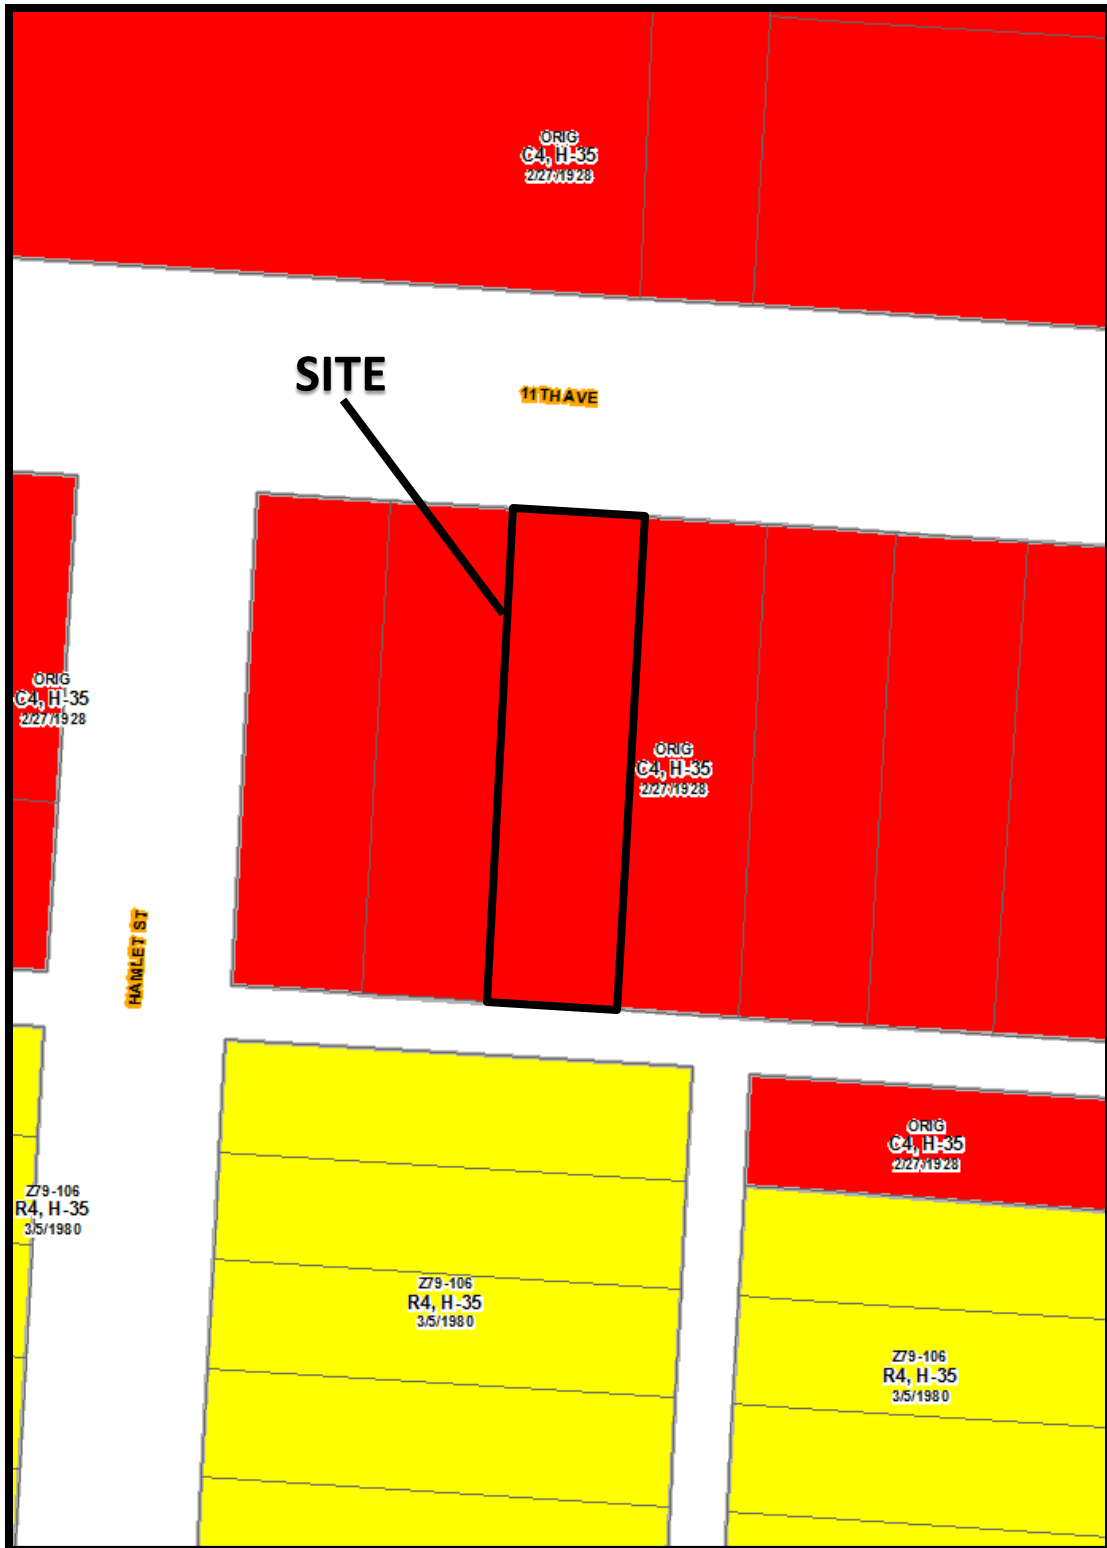 ORIG
C4, H-35
2/27/1928
SITE
11TH AVE
ORIG
C4, H-35
2/27/1928
ORIG
C4, H-35
2/27/1928
HAMLET ST
ORIG
C4, H-35
2/27/1928
Z79-106
R4, H-35
3/5/1980
Z79-106
R4, H-35
3/5/1980
Z79-106
R4, H-35
3/5/1980